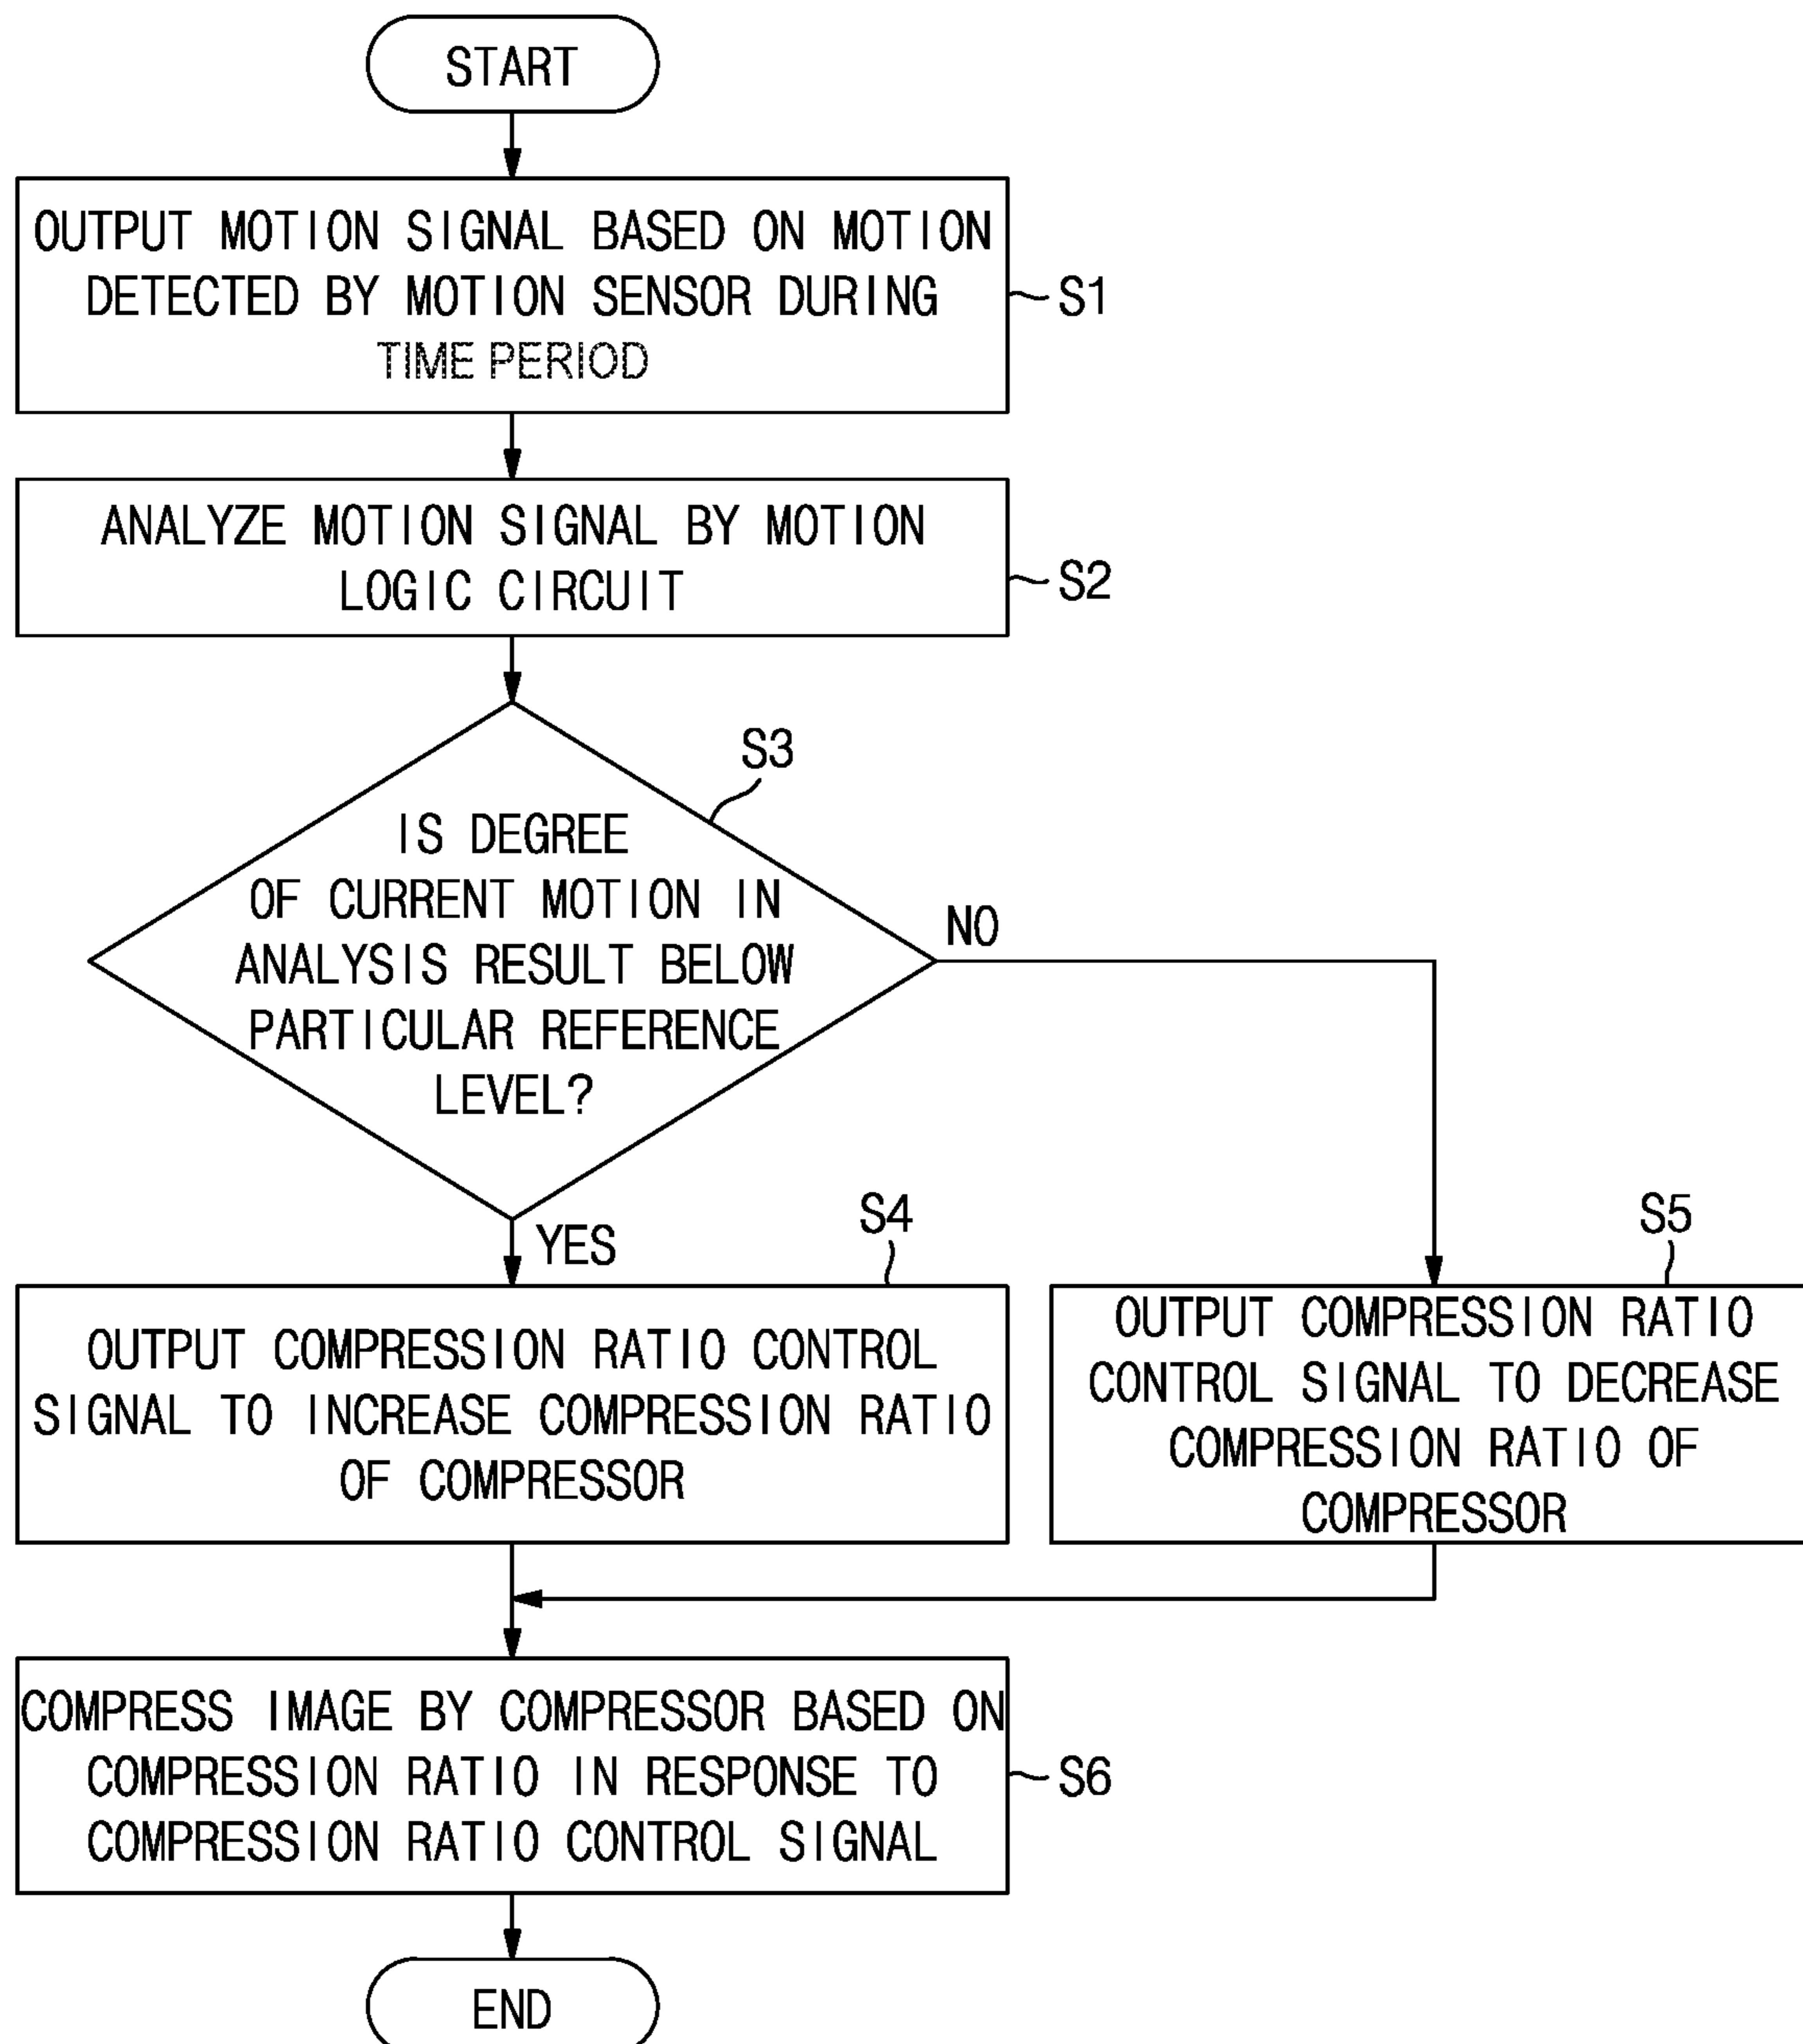 START
OUTPUT MOTION SIGNAL BASED ON MOTION
DETECTED BY MOTION SENSOR DURING
TIME PERIOD
S1
ANALYZE MOTION SIGNAL BY MOTION
LOGIC CIRCUIT
S2
S3
IS DEGREE
OF CURRENT MOTION IN
ANALYSIS RESULT BELOW
PARTICULAR REFERENCE
LEVEL?
NO
YES
S4
OUTPUT COMPRESSION RATIO CONTROL
SIGNAL TO INCREASE COMPRESSION RATIO
OF COMPRESSOR
S5
OUTPUT COMPRESSION RATIO
CONTROL SIGNAL TO DECREASE
COMPRESSION RATIO OF
COMPRESSOR
COMPRESS IMAGE BY COMPRESSOR BASED ON
COMPRESSION RATIO IN RESPONSE TO
COMPRESSION RATIO CONTROL SIGNAL
S6
END